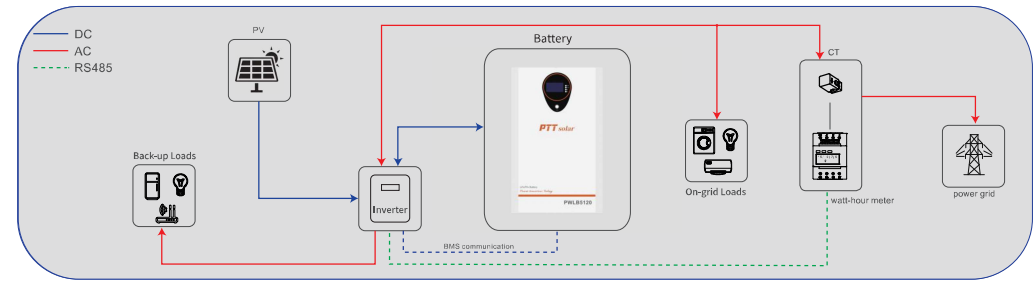 DC
AC
RS485
PV
Battery
CT
PTT solar
PWLB5120
Back-up Loads
Inverter
On-grid Loads
watt-hour meter
power grid
BMS communication